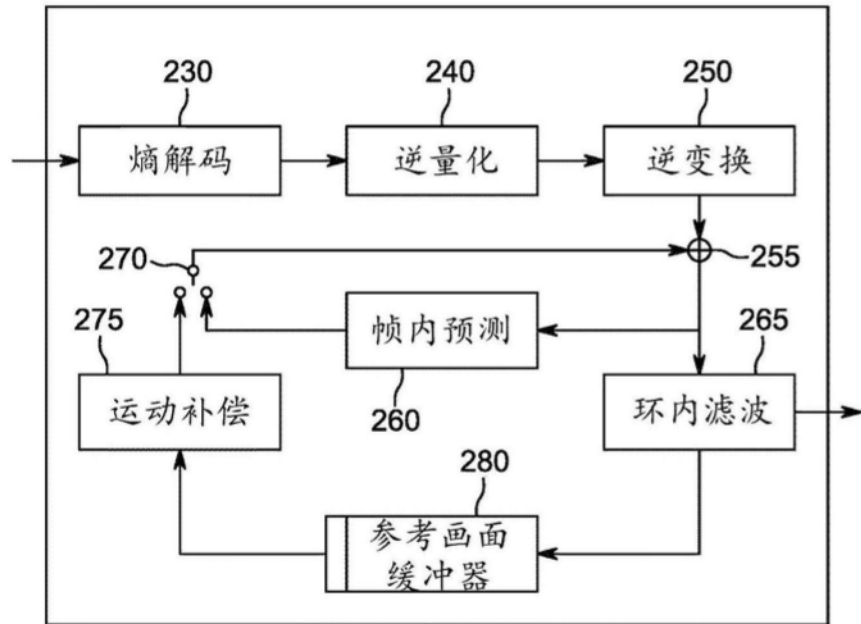 230
240
250
熵解码
逆量化
逆变换
270
255
275
帧内预测
265
运动补偿
260
环内滤波
280
参考画面
缓冲器